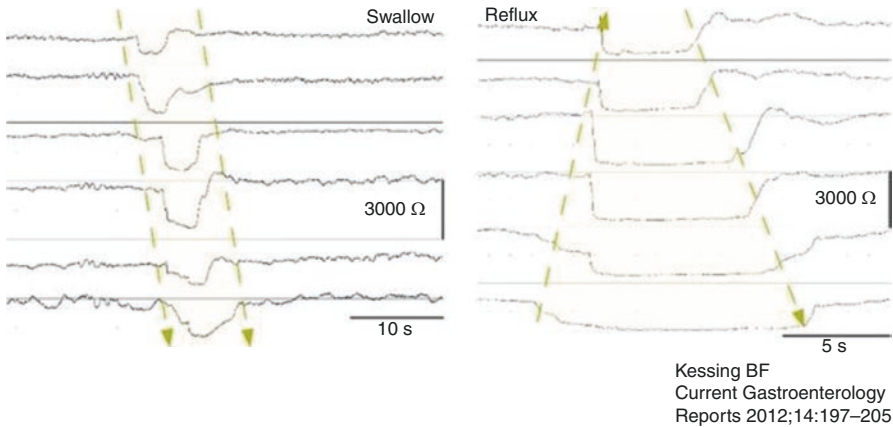 Swallow
3000 Ω
10 s
Reflux
3000 Ω
5 s
Kessing BF
Current Gastroenterology
Reports 2012;14:197–205